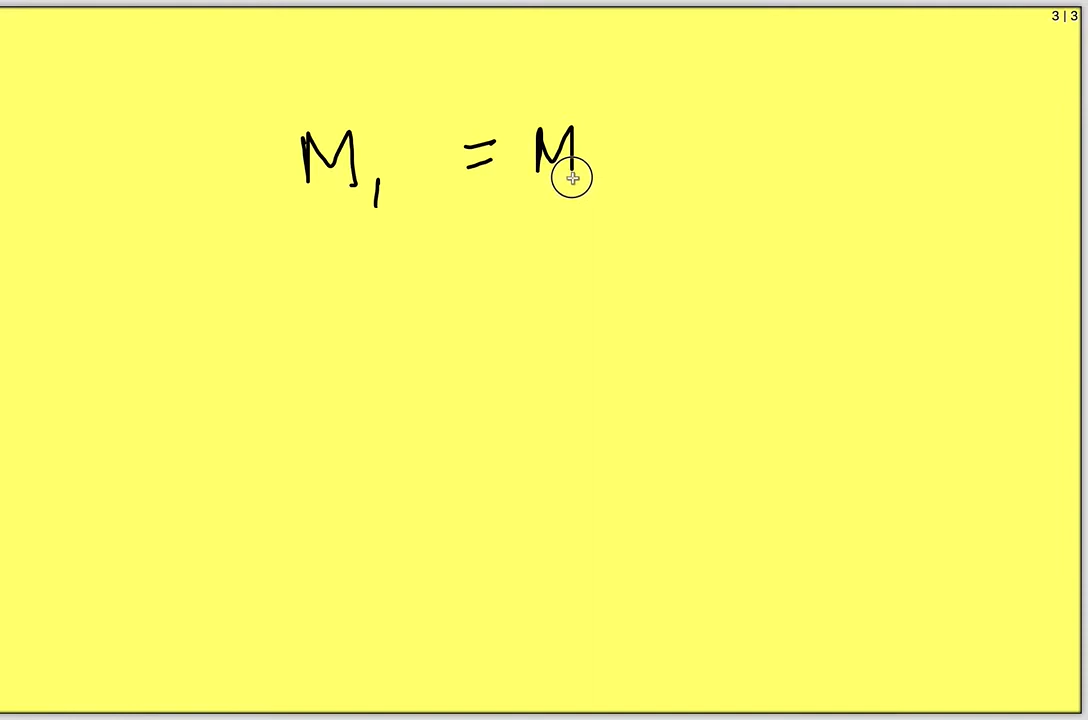 3 | 3
M₁ = M